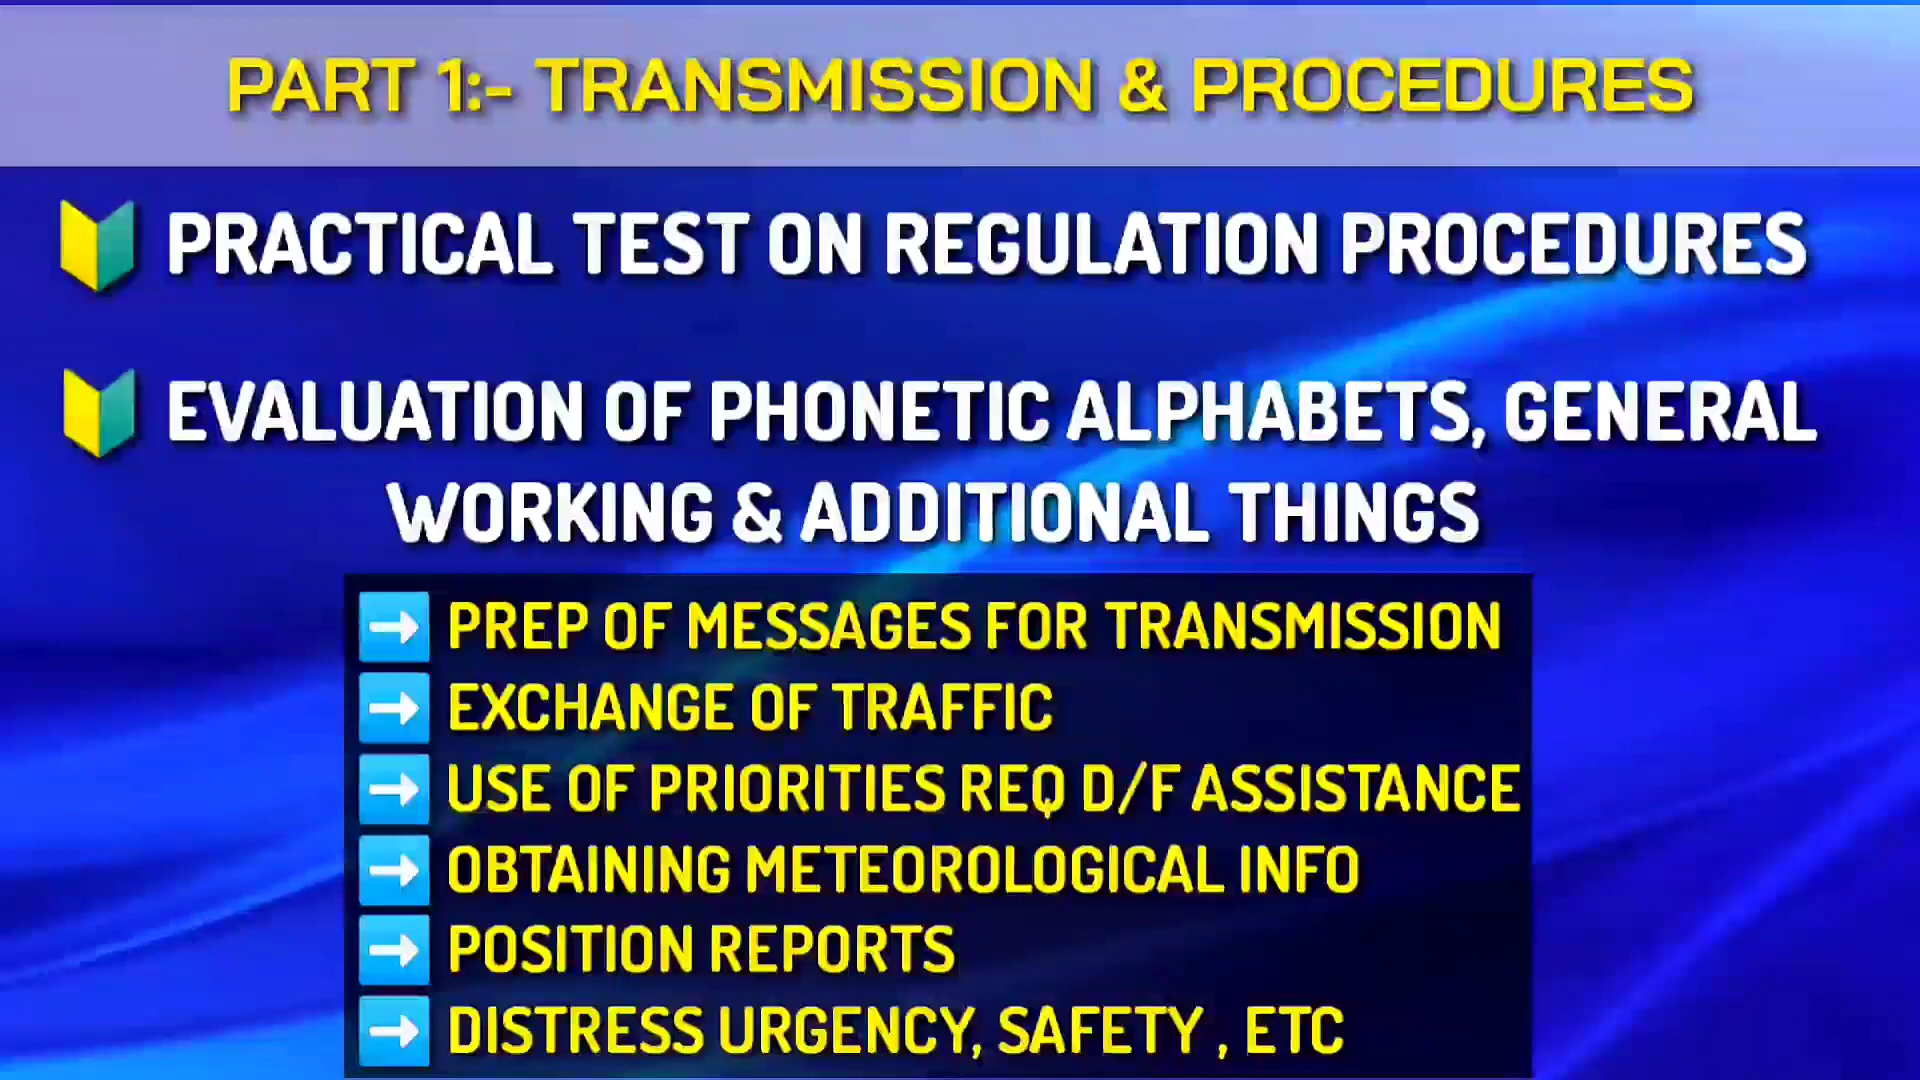 PART 1:- TRANSMISSION & PROCEDURES
PRACTICAL TEST ON REGULATION PROCEDURES
EVALUATION OF PHONETIC ALPHABETS, GENERAL
WORKING & ADDITIONAL THINGS
PREP OF MESSAGES FOR TRANSMISSION
EXCHANGE OF TRAFFIC
USE OF PRIORITIES REQ D/F ASSISTANCE
OBTAINING METEOROLOGICAL INFO
POSITION REPORTS
DISTRESS URGENCY, SAFETY , ETC